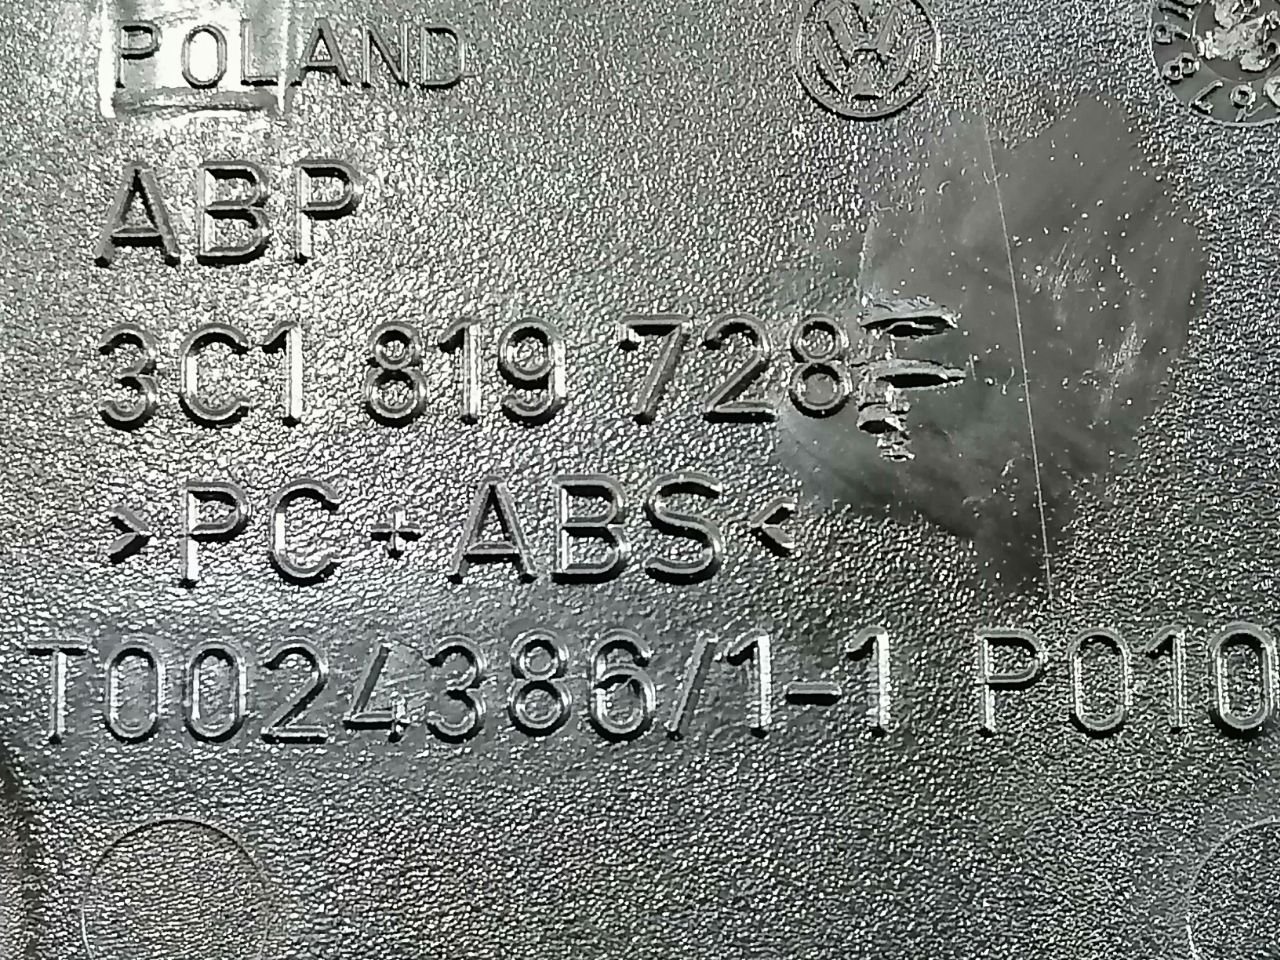 POLAND
ABP
3C1 819 728
>PC+ABS<
T0024386/1-1 P010